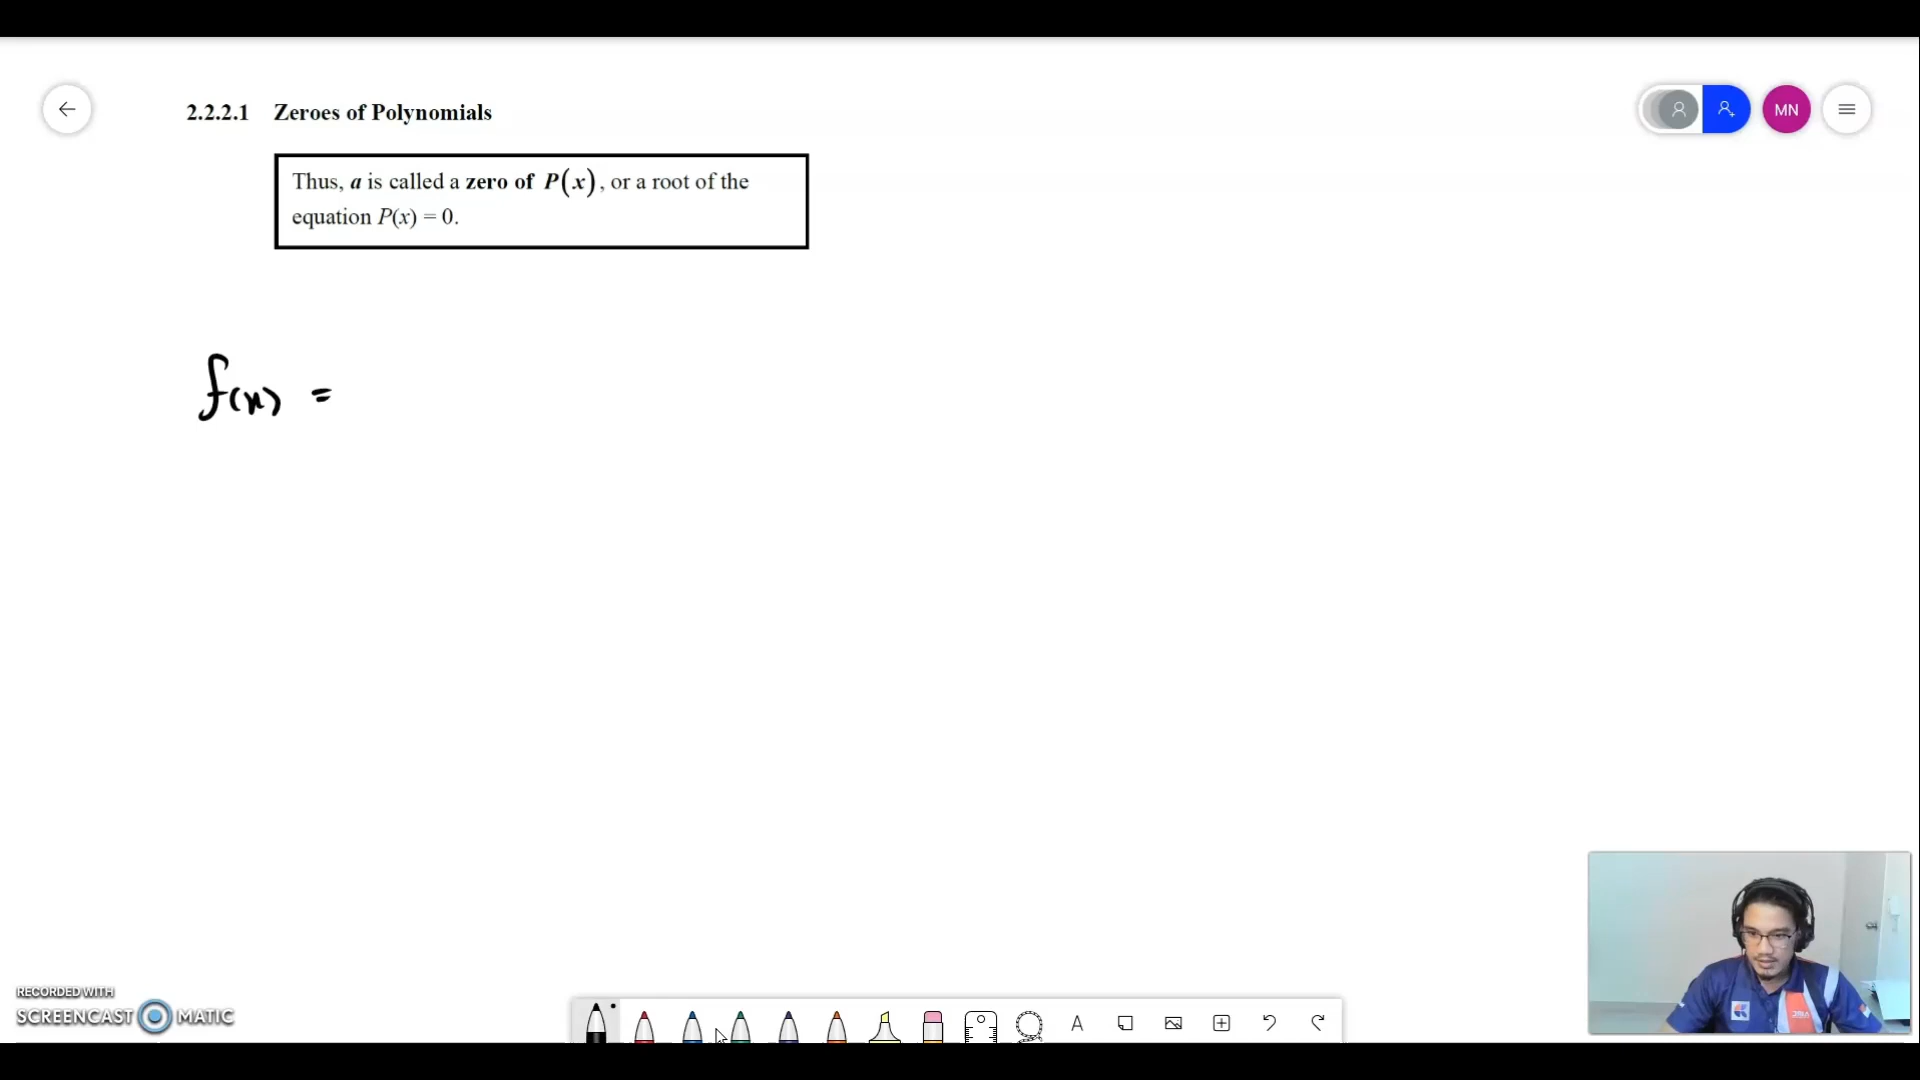 2.2.2.1 Zeroes of Polynomials
MN
Thus, a is called a zero of P(x), or a root of the
equation P(x) = 0.
f(x) =
RECORDED WITH
SCREENCAST MATIC
A